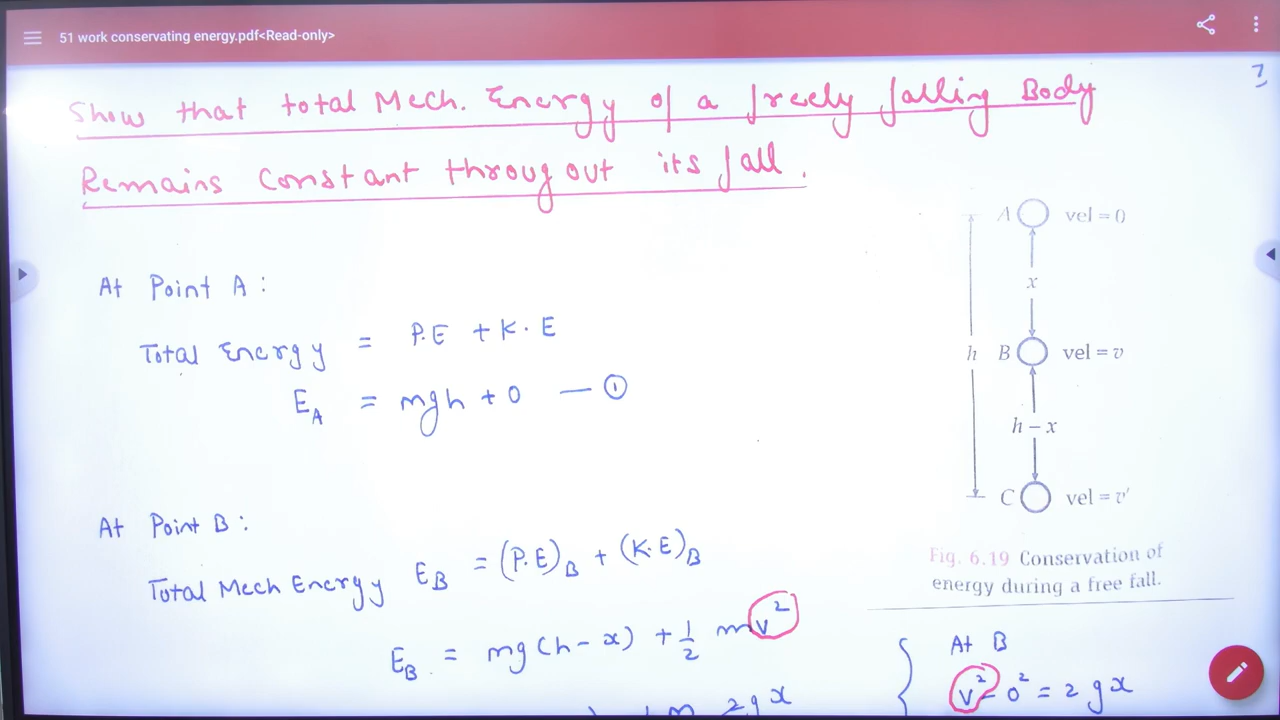 51 work conservating energy.pdf<Read-only>
7
Show that total Mech. Energy of a freely falling Body
Remains Constant througout its fall.
At Point A:
Total Energy = P.E + K.E
E_A = mgh + 0 — ①
At Point B:
Total Mech Energy E_B = (P.E)_B + (K.E)_B
E_B = mg(h-x) + 1/2 mv²
2gx
A vel = 0
x
h B vel = v
h - x
C vel = v'
Fig. 6.19 Conservation of
energy during a free fall.
At B
v² - 0² = 2gx